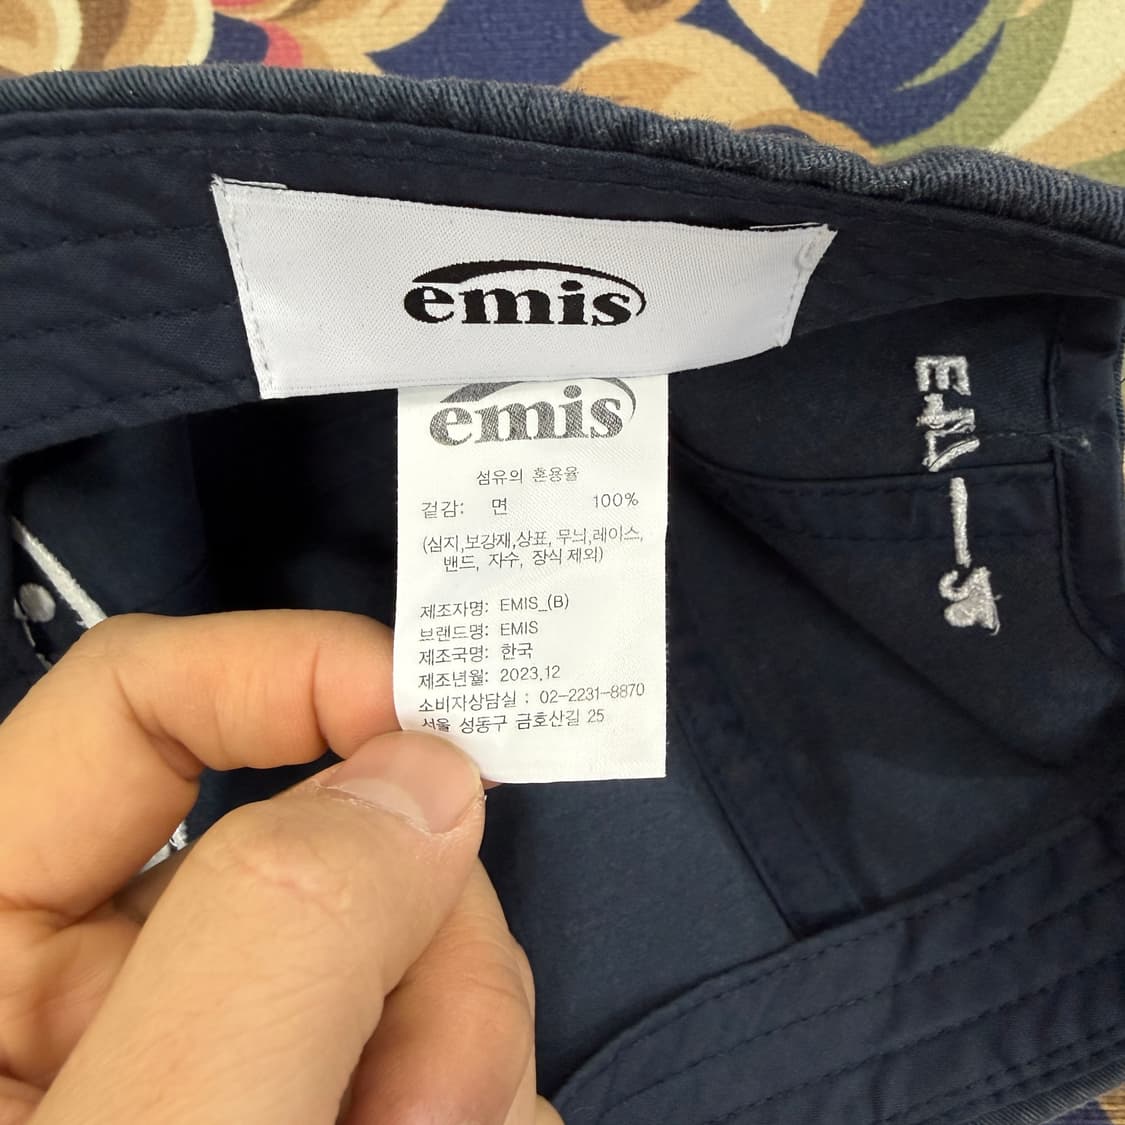 emis
emis
섬유의 혼용율
겉감: 면 100%
(심지,보강재,상표, 무늬,레이스,
밴드, 자수, 장식 제외)
제조자명: EMIS_(B)
브랜드명: EMIS
제조국명: 한국
제조년월: 2023.12
소비자상담실 : 02-2231-8870
서울 성동구 금호산길 25